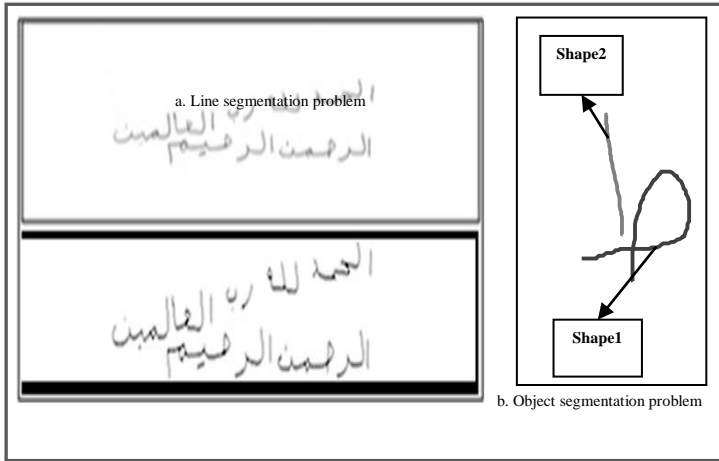 a. Line segmentation problem
الحمد لله رب العالمين
الرحمن الرحيم
الحمد لله رب العالمين
الرحمن الرحيم
Shape2
Shape1
b. Object segmentation problem